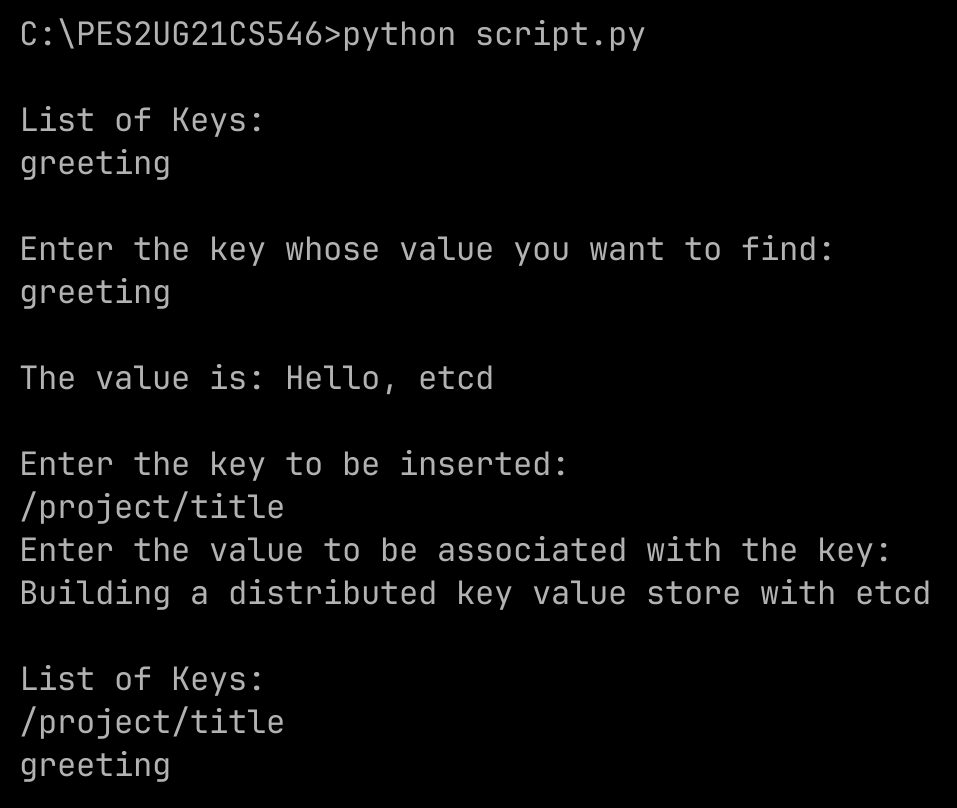 C:\PES2UG21CS546>python script.py
List of Keys:
greeting
Enter the key whose value you want to find:
greeting
The value is: Hello, etcd
Enter the key to be inserted:
/project/title
Enter the value to be associated with the key:
Building a distributed key value store with etcd
List of Keys:
/project/title
greeting